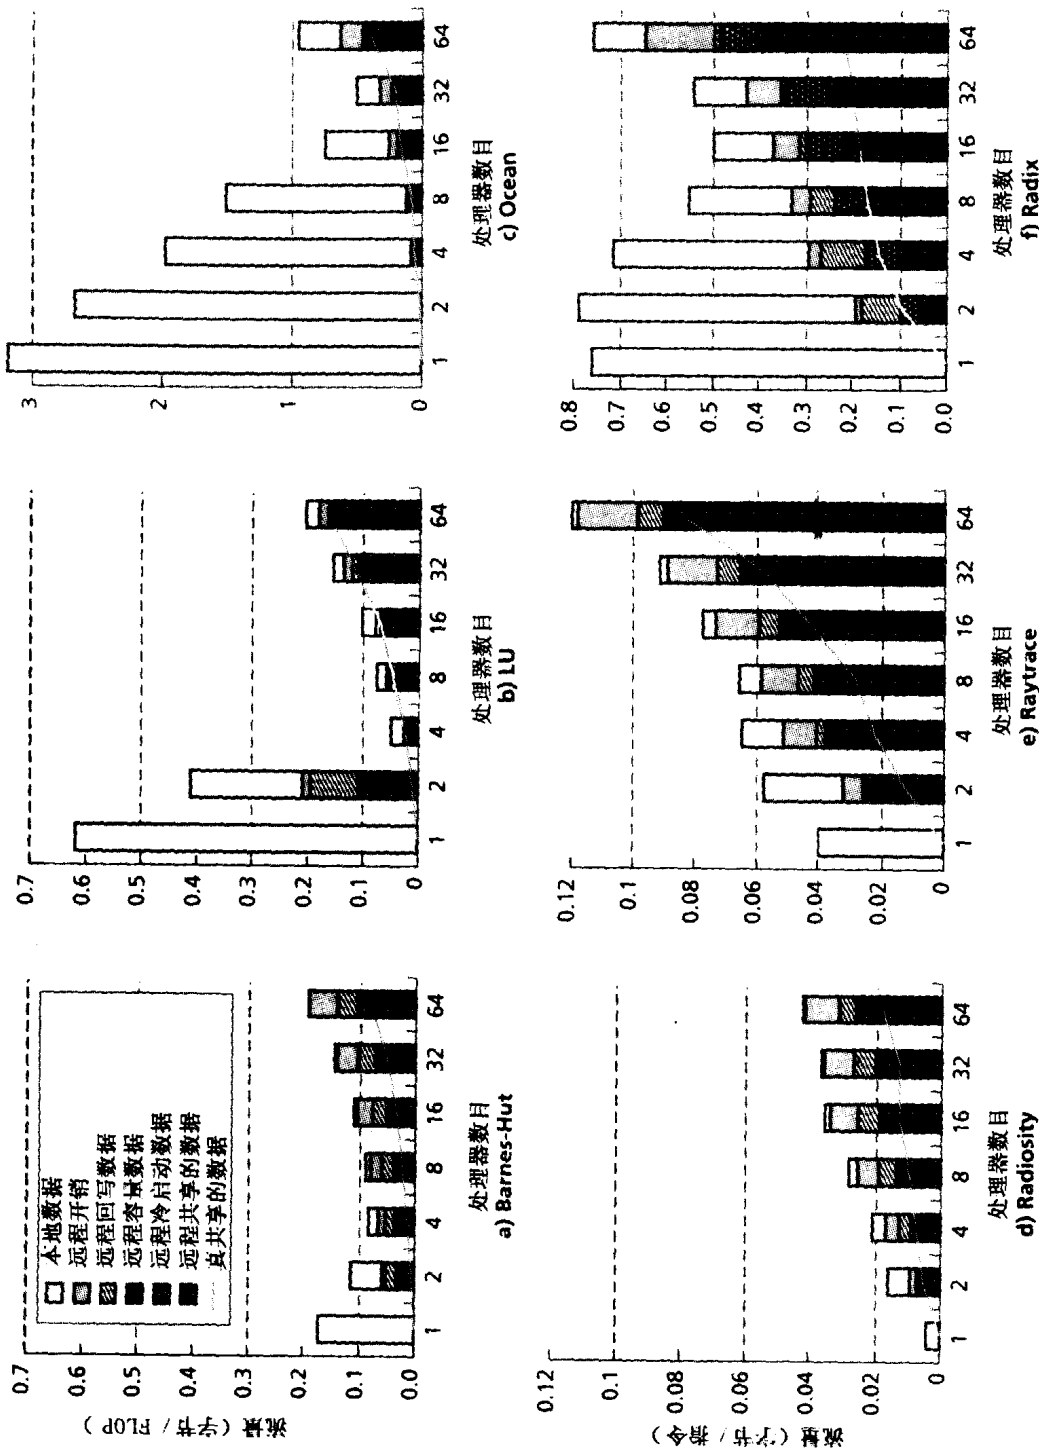 流量（字节 / FLOP）
0.7
0.6
0.5
0.4
0.3
0.2
0.1
0.0
本地数据
远程开销
远程回写数据
远程容量数据
远程冷启动数据
远程共享的数据
真共享的数据
1 2 4 8 16 32 64
处理器数目
a) Barnes-Hut
0.7
0.6
0.5
0.4
0.3
0.2
0.1
0
1 2 4 8 16 32 64
处理器数目
b) LU
3
2
1
0
1 2 4 8 16 32 64
处理器数目
c) Ocean
流量（字节 / 指令）
0.12
0.1
0.08
0.06
0.04
0.02
0
1 2 4 8 16 32 64
处理器数目
d) Radiosity
0.12
0.1
0.08
0.06
0.04
0.02
0
1 2 4 8 16 32 64
处理器数目
e) Raytrace
0.8
0.7
0.6
0.5
0.4
0.3
0.2
0.1
0.0
1 2 4 8 16 32 64
处理器数目
f) Radix